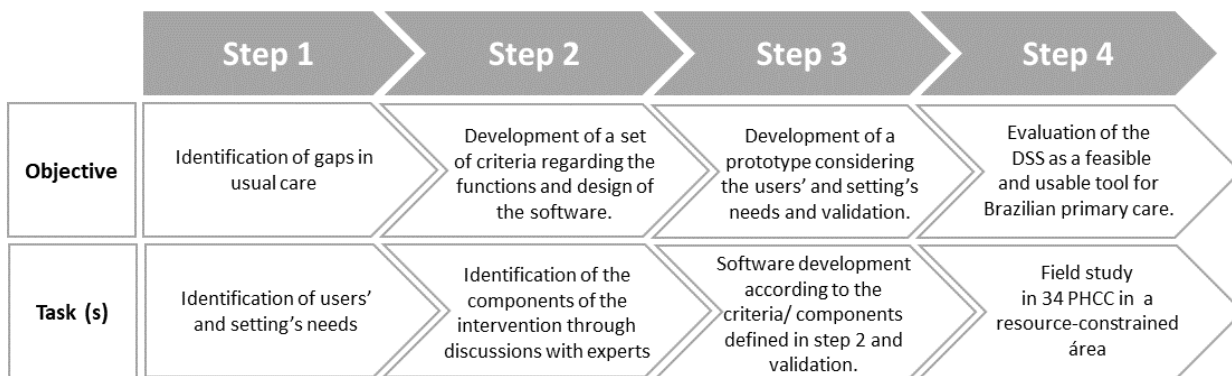 Step 1
Step 2
Step 3
Step 4
Objective
Identification of gaps in
usual care
Development of a set
of criteria regarding the
functions and design of
the software.
Development of a
prototype considering
the users’ and setting’s
needs and validation.
Evaluation of the
DSS as a feasible
and usable tool for
Brazilian primary care.
Task (s)
Identification of users’
and setting’s needs
Identification of the
components of the
intervention through
discussions with experts
Software development
according to the
criteria/ components
defined in step 2 and
validation.
Field study
in 34 PHCC in a
resource-constrained
área